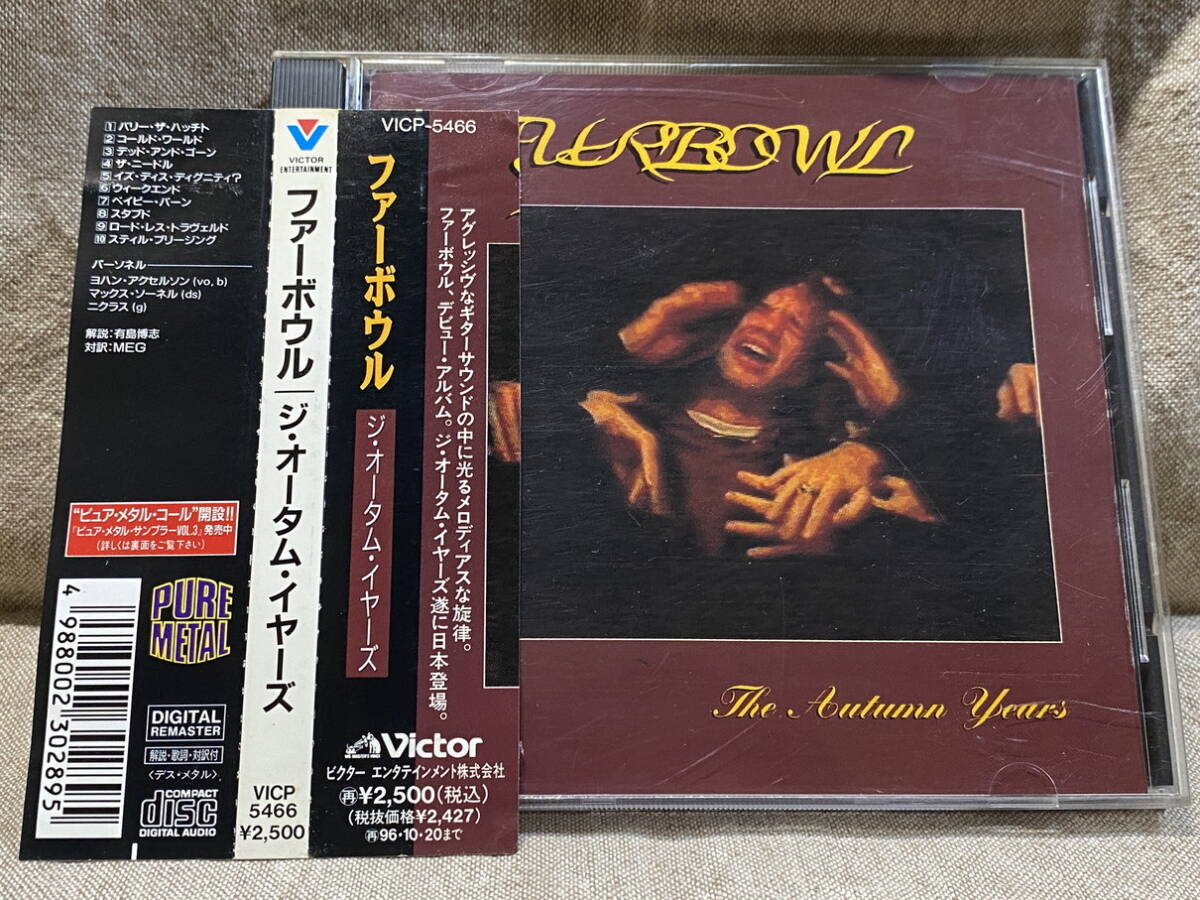 1 バリー・ザ・ハッチト
2 コールド・ワールド
3 デッド・アンド・ゴーン
4 ザ・ニードル
5 イズ・ディス・ディグニティ?
6 ウィークエンド
7 ベイビー・バーン
8 スタブド
9 ロード・レス・トラヴェルド
10 スティル・ブリージング
パーソネル
ヨハン・アクセルソン (vo, b)
マックス・ソーネル (ds)
ニクラス (g)
解説:有島博志
対訳:MEG
"ピュア・メタル・コール"開設!!
『ピュア・メタル・サンプラーVOL.3』発売中
(詳しくは裏面をご覧下さい)
4 988002 302895
PURE
METAL
DIGITAL
REMASTER
解説・歌詞・対訳付
〈デス・メタル〉
COMPACT
disc
DIGITAL AUDIO
VICTOR
ENTERTAINMENT
ファーボウル
ジ・オータム・イヤーズ
VICP
5466
¥2,500
VICP-5466
ファーボウル
ジ・オータム・イヤーズ
アグレッシヴなギターサウンドの中に光るメロディアスな旋律。
ファーボウル、デビュー・アルバム。ジ・オータム・イヤーズ遂に日本登場。
HIS MASTER'S VOICE
Victor
ビクター エンタテインメント株式会社
再¥2,500(税込)
(税抜価格¥2,427)
再96・10・20まで
URBOWL
The Autumn Years